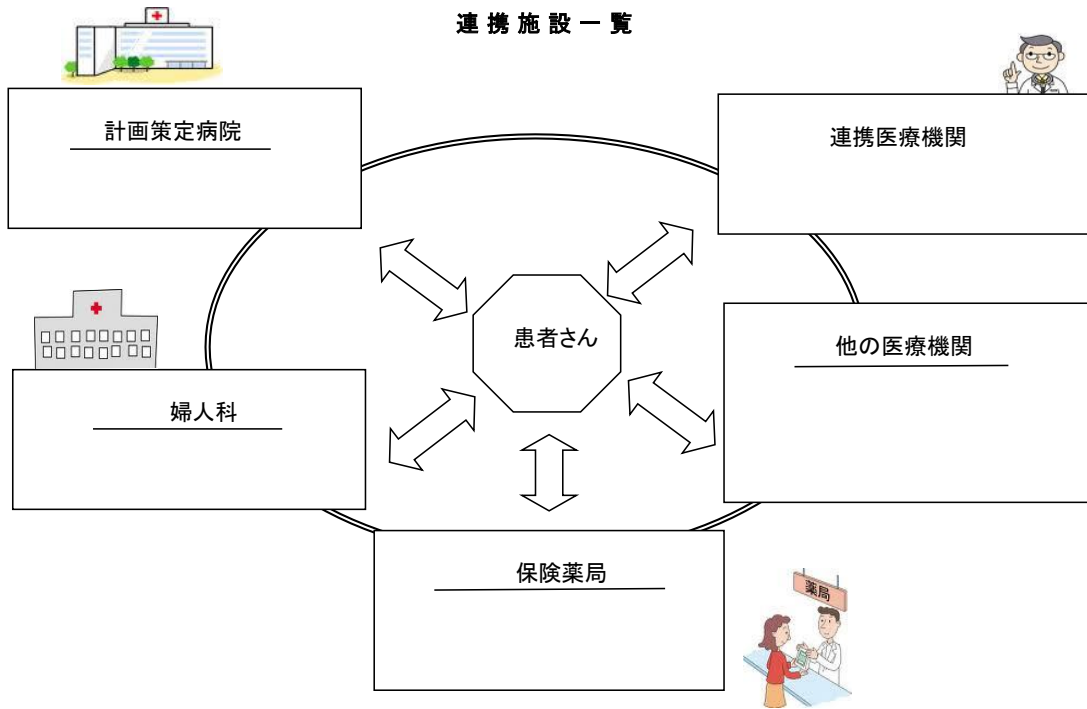 連携施設一覧
計画策定病院
連携医療機関
患者さん
他の医療機関
婦人科
保険薬局
薬局